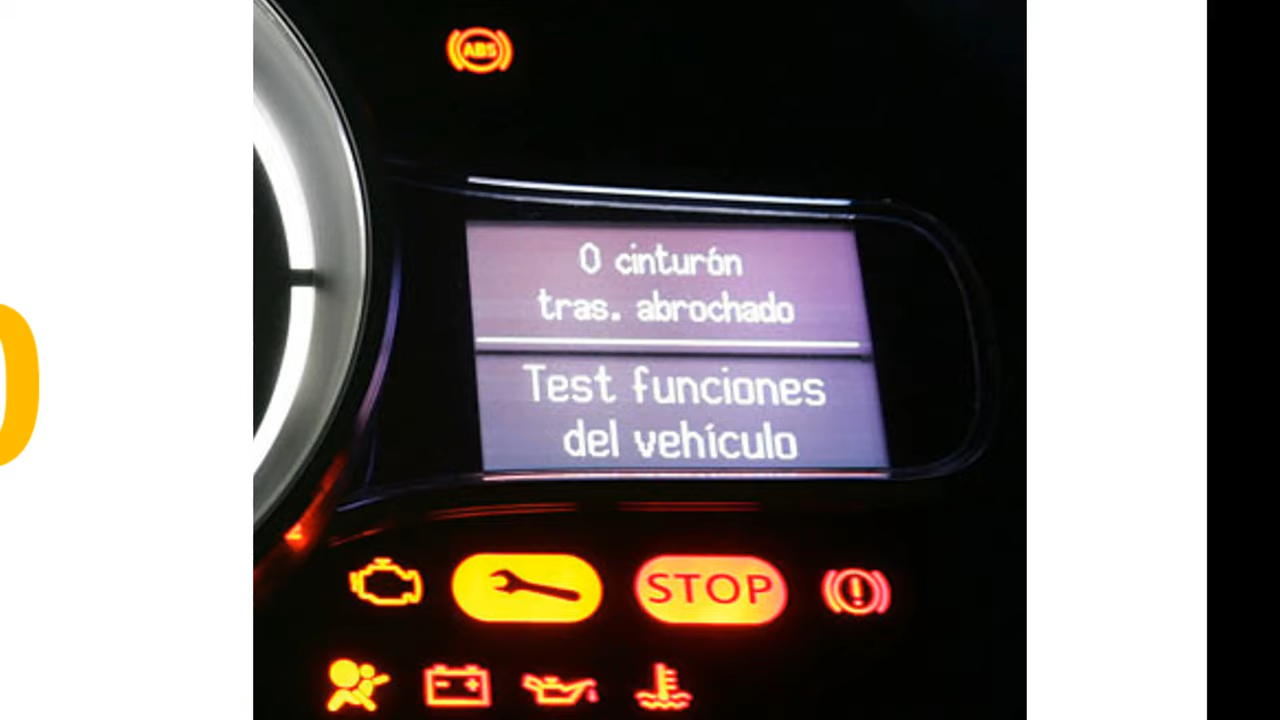 ABS
0 cinturón
tras. abrochado
Test funciones
del vehículo
STOP